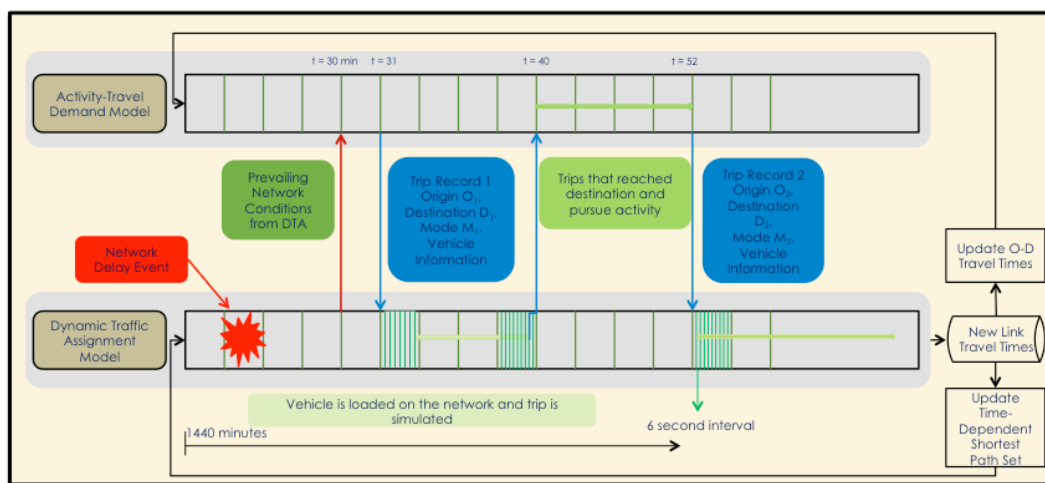 t = 30 min
t = 31
t = 40
t = 52
Activity-Travel
Demand Model
Prevailing
Network
Conditions
from DTA
Trip Record 1
Origin O₁,
Destination D₁,
Mode M₁,
Vehicle
Information
Trips that reached
destination and
pursue activity
Trip Record 2
Origin O₂,
Destination
D₂,
Mode M₂,
Vehicle
Information
Network
Delay Event
Update O-D
Travel Times
Dynamic Traffic
Assignment
Model
New Link
Travel Times
Vehicle is loaded on the network and trip is
simulated
6 second interval
1440 minutes
Update
Time-
Dependent
Shortest
Path Set